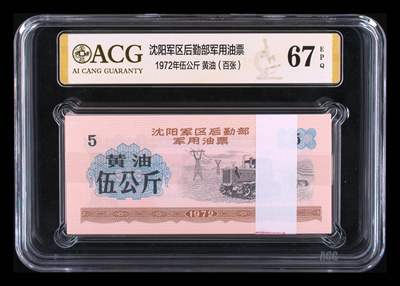 ACG
AI CANG GUARANTY
沈阳军区后勤部军用油票
1972年伍公斤 黄油（百张）
67
EPQ
5
沈阳军区后勤部
军用油票
5
黄油
伍公斤
1972
ACG